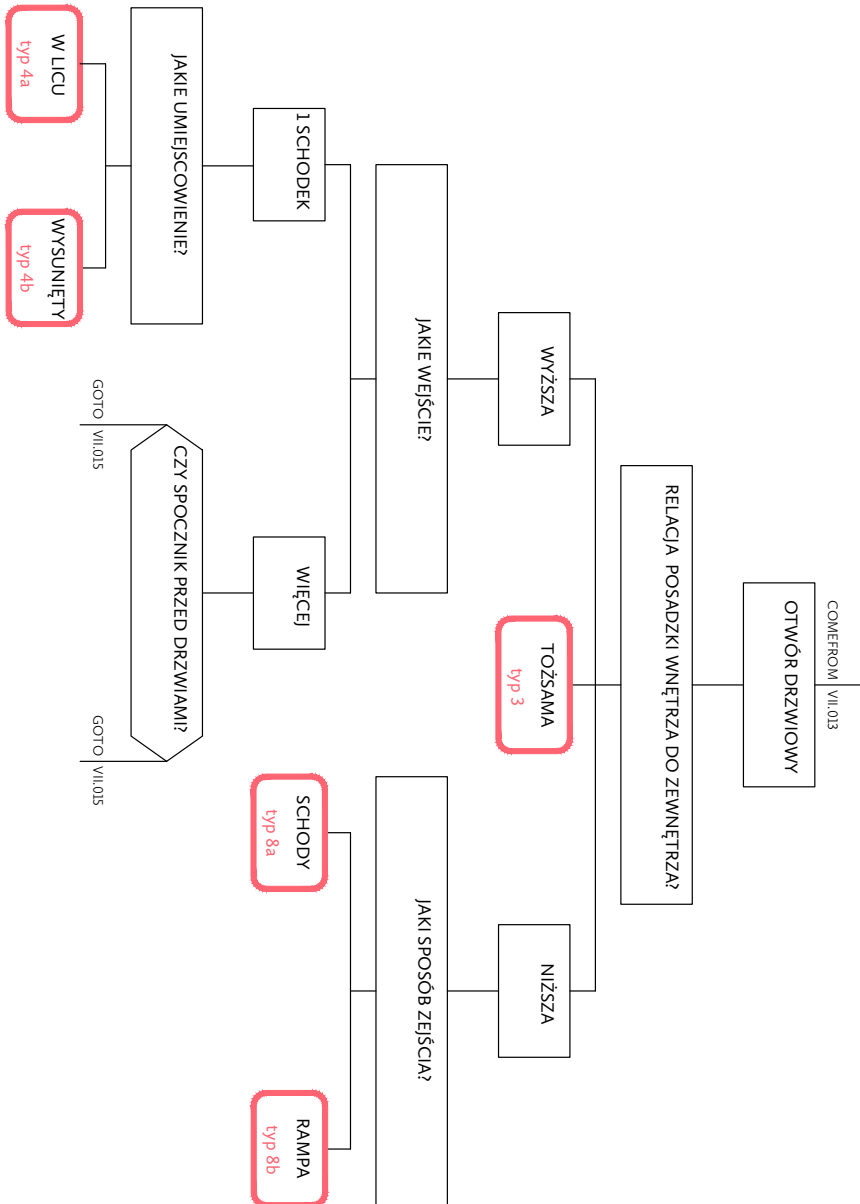 COMEFROM VII.013
OTWÓR DRZWIOWY
RELACJA POSADZKI WNĘTRZA DO ZEWNĘTRZA?
WYŻSZA
TOŻSAMA
typ 3
NIŻSZA
JAKIE WEJŚCIE?
JAKI SPOSÓB ZEJŚCIA?
1 SCHODEK
WIĘCEJ
SCHODY
typ 8a
RAMPA
typ 8b
JAKIE UMIEJSCOWIENIE?
CZY SPOCZNIK PRZED DRZWIAMI?
W LICU
typ 4a
WYSUNIĘTY
typ 4b
GOTO VII.015
GOTO VII.015